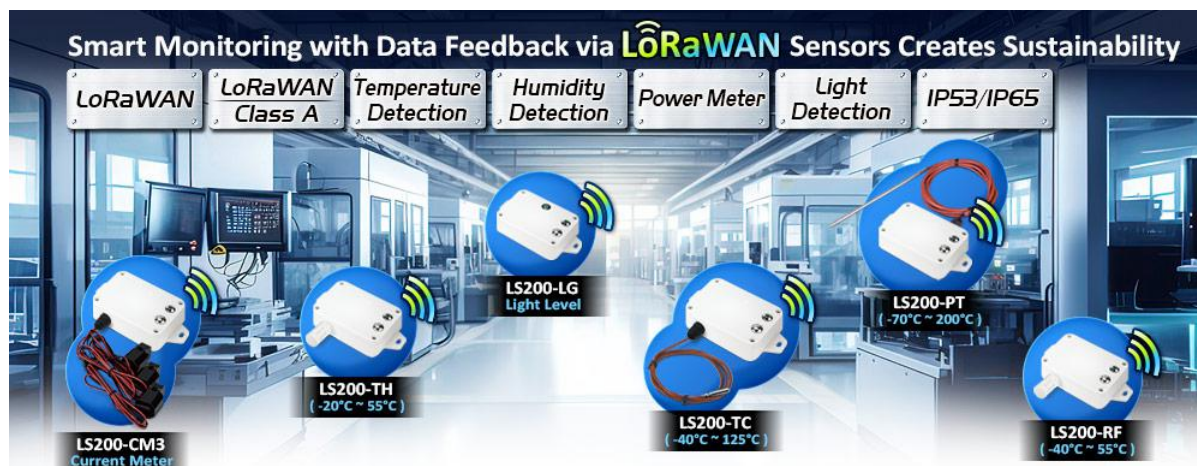 Smart Monitoring with Data Feedback via LoRaWAN Sensors Creates Sustainability
LoRaWAN
LoRaWAN
Class A
Temperature
Detection
Humidity
Detection
Power Meter
Light
Detection
IP53/IP65
LS200-CM3
Current Meter
LS200-TH
( -20°C ~ 55°C )
LS200-LG
Light Level
LS200-TC
( -40°C ~ 125°C )
LS200-PT
( -70°C ~ 200°C )
LS200-RF
( -40°C ~ 55°C )